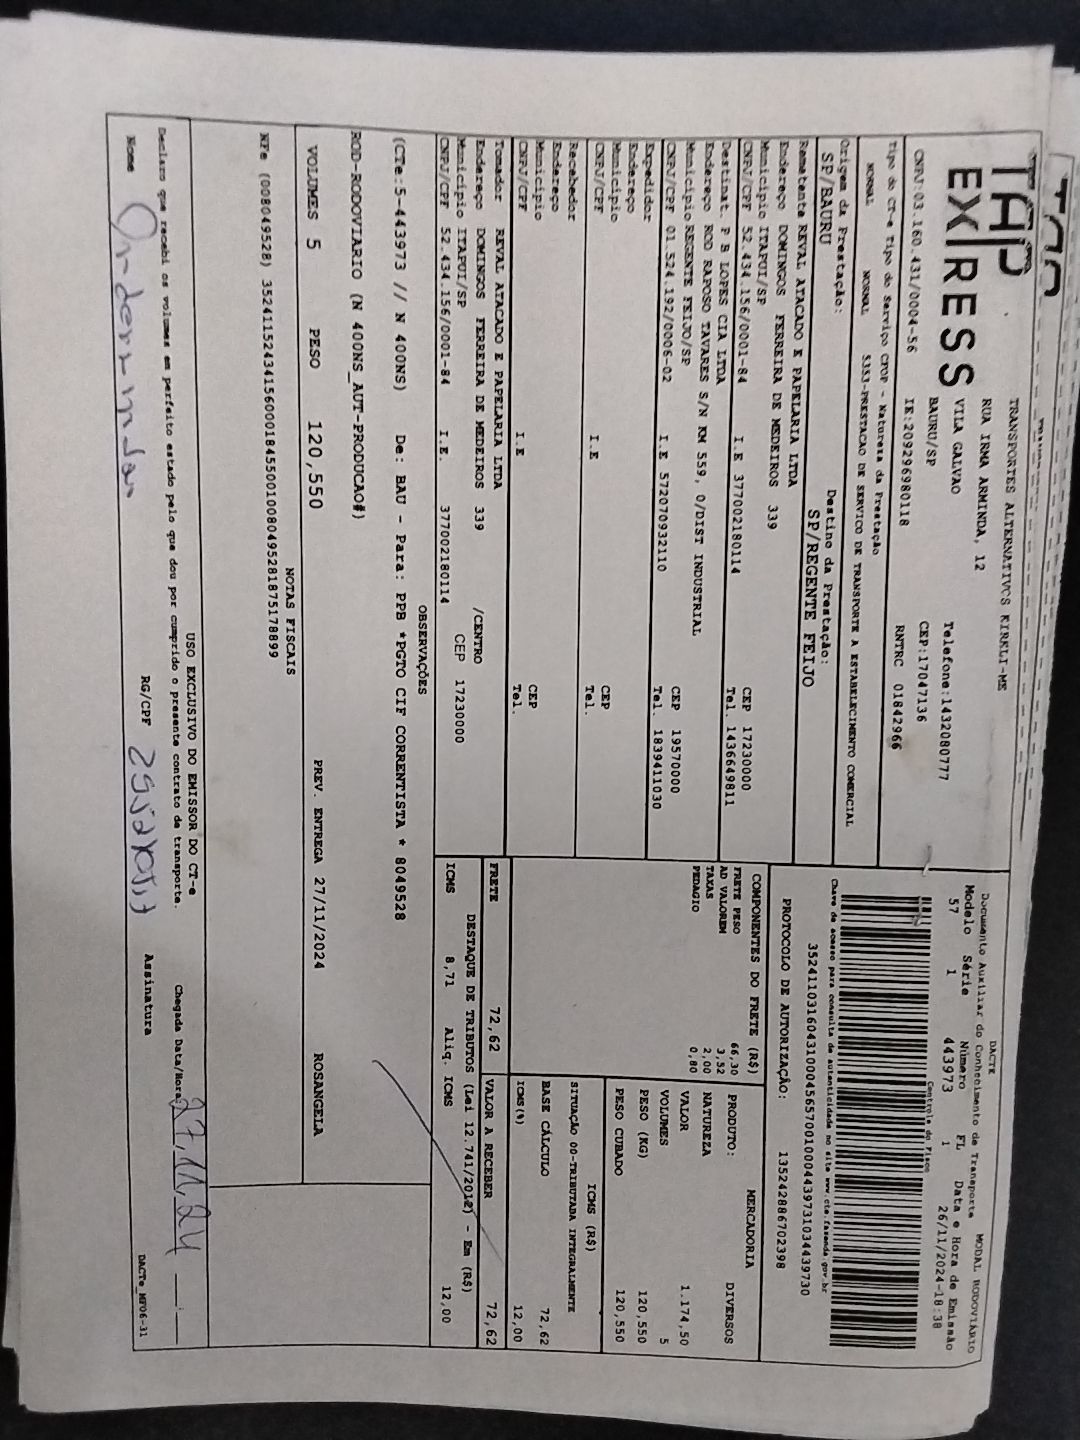 TAP
EX|RESS
TRANSPORTES ALTERNATIVOS KIRKLI-ME
RUA IRMA ARMINDA, 12
VILA GALVAO
BAURU/SP
Telefone:1432080777
CEP:17047136
CNPJ:03.160.431/0004-56 IE:209296980118 RNTRC 01842966
DACTE
Documento Auxiliar do Conhecimento de Transporte MODAL RODOVIÁRIO
Modelo Série Número FL Data e Hora de Emissão
57 1 443973 1 26/11/2024-18:38
Controle do Fisco
Chave de acesso para consulta de autenticidade no site www.cte.fazenda.gov.br
35241103160431000456570010004439731034439730
PROTOCOLO DE AUTORIZAÇÃO: 135242886702398
Tipo do CT-e Tipo do Serviço CFOP - Natureza da Prestação
NORMAL NORMAL 5353-PRESTACAO DE SERVICO DE TRANSPORTE A ESTABELECIMENTO COMERCIAL
Origem da Prestação: Destino da Prestação:
SP/BAURU SP/REGENTE FEIJO
Remetente REVAL ATACADO E PAPELARIA LTDA
Endereço DOMINGOS FERREIRA DE MEDEIROS 339
Município ITAPUI/SP CEP 17230000
CNPJ/CPF 52.434.156/0001-84 I.E 377002180114 Tel. 1436649811
Destinat. P B LOPES CIA LTDA
Endereço ROD RAPOSO TAVARES S/N KM 559, 0/DIST INDUSTRIAL
Município REGENTE FEIJO/SP CEP 19570000
CNPJ/CPF 01.524.192/0006-02 I.E 572070932110 Tel. 1839411030
Expedidor
Endereço
Município CEP
CNPJ/CPF I.E Tel.
Recebedor
Endereço
Município CEP
CNPJ/CPF I.E Tel.
Tomador REVAL ATACADO E PAPELARIA LTDA
Endereço DOMINGOS FERREIRA DE MEDEIROS 339 /CENTRO
Município ITAPUI/SP CEP 17230000
CNPJ/CPF 52.434.156/0001-84 I.E. 377002180114
COMPONENTES DO FRETE (R$)
FRETE PESO 66,30
AD VALOREM 3,52
TAXAS 2,00
PEDAGIO 0,80
MERCADORIA
PRODUTO: DIVERSOS
NATUREZA
VALOR 1.174,50
VOLUMES 5
PESO (KG) 120,550
PESO CUBADO 120,550
ICMS (R$)
SITUAÇÃO 00-TRIBUTADA INTEGRALMENTE
BASE CÁLCULO 72,62
ICMS(%) 12,00
FRETE 72,62 VALOR A RECEBER 72,62
DESTAQUE DE TRIBUTOS (Lei 12.741/2012) - Em (R$)
ICMS 8,71 Aliq. ICMS 12,00
OBSERVAÇÕES
(CTe:5-443973 // N 400NS) De: BAU - Para: PPB *PGTO CIF CORRENTISTA * 8049528
ROD-RODOVIARIO (N 400NS_AUT-PRODUCAO#)
VOLUMES 5 PESO 120,550 PREV. ENTREGA 27/11/2024 ROSANGELA
NOTAS FISCAIS
NFe (008049528) 35241152434156000184550010080495281875178899
USO EXCLUSIVO DO EMISSOR DO CT-e
Declaro que recebi os volumes em perfeito estado pelo que dou por cumprido o presente contrato de transporte. Chegada Data/Hora 27/11/24
Nome RG/CPF Assinatura
DACTe_MF06-31